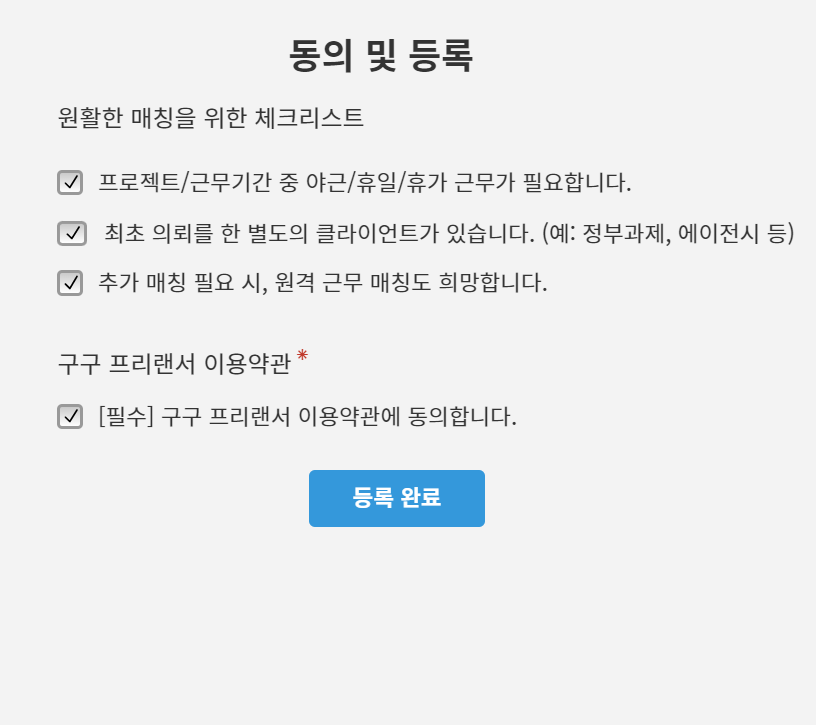 동의 및 등록
원활한 매칭을 위한 체크리스트
프로젝트/근무기간 중 야근/휴일/휴가 근무가 필요합니다.
최초 의뢰를 한 별도의 클라이언트가 있습니다. (예: 정부과제, 에이전시 등)
추가 매칭 필요 시, 원격 근무 매칭도 희망합니다.
구구 프리랜서 이용약관 *
[필수] 구구 프리랜서 이용약관에 동의합니다.
등록 완료